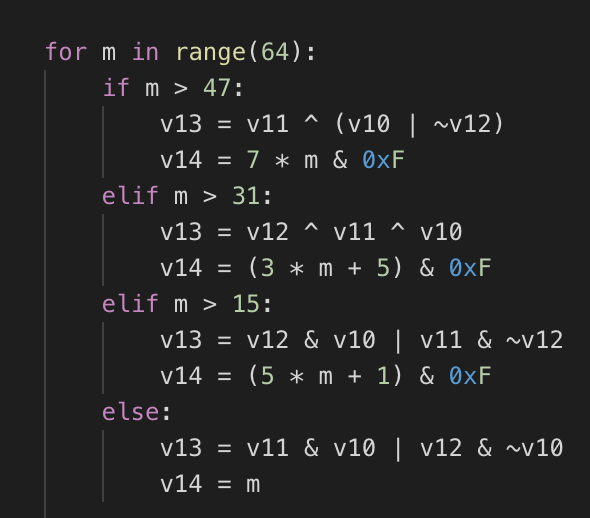 for m in range(64):
    if m > 47:
        v13 = v11 ^ (v10 | ~v12)
        v14 = 7 * m & 0xF
    elif m > 31:
        v13 = v12 ^ v11 ^ v10
        v14 = (3 * m + 5) & 0xF
    elif m > 15:
        v13 = v12 & v10 | v11 & ~v12
        v14 = (5 * m + 1) & 0xF
    else:
        v13 = v11 & v10 | v12 & ~v10
        v14 = m